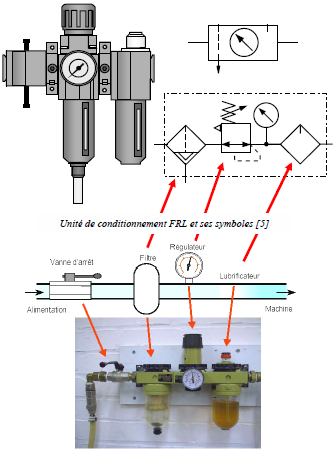 Unité de conditionnement FRL et ses symboles [5]
Vanne d'arrêt
Filtre
Régulateur
Lubrificateur
Alimentation
Machine